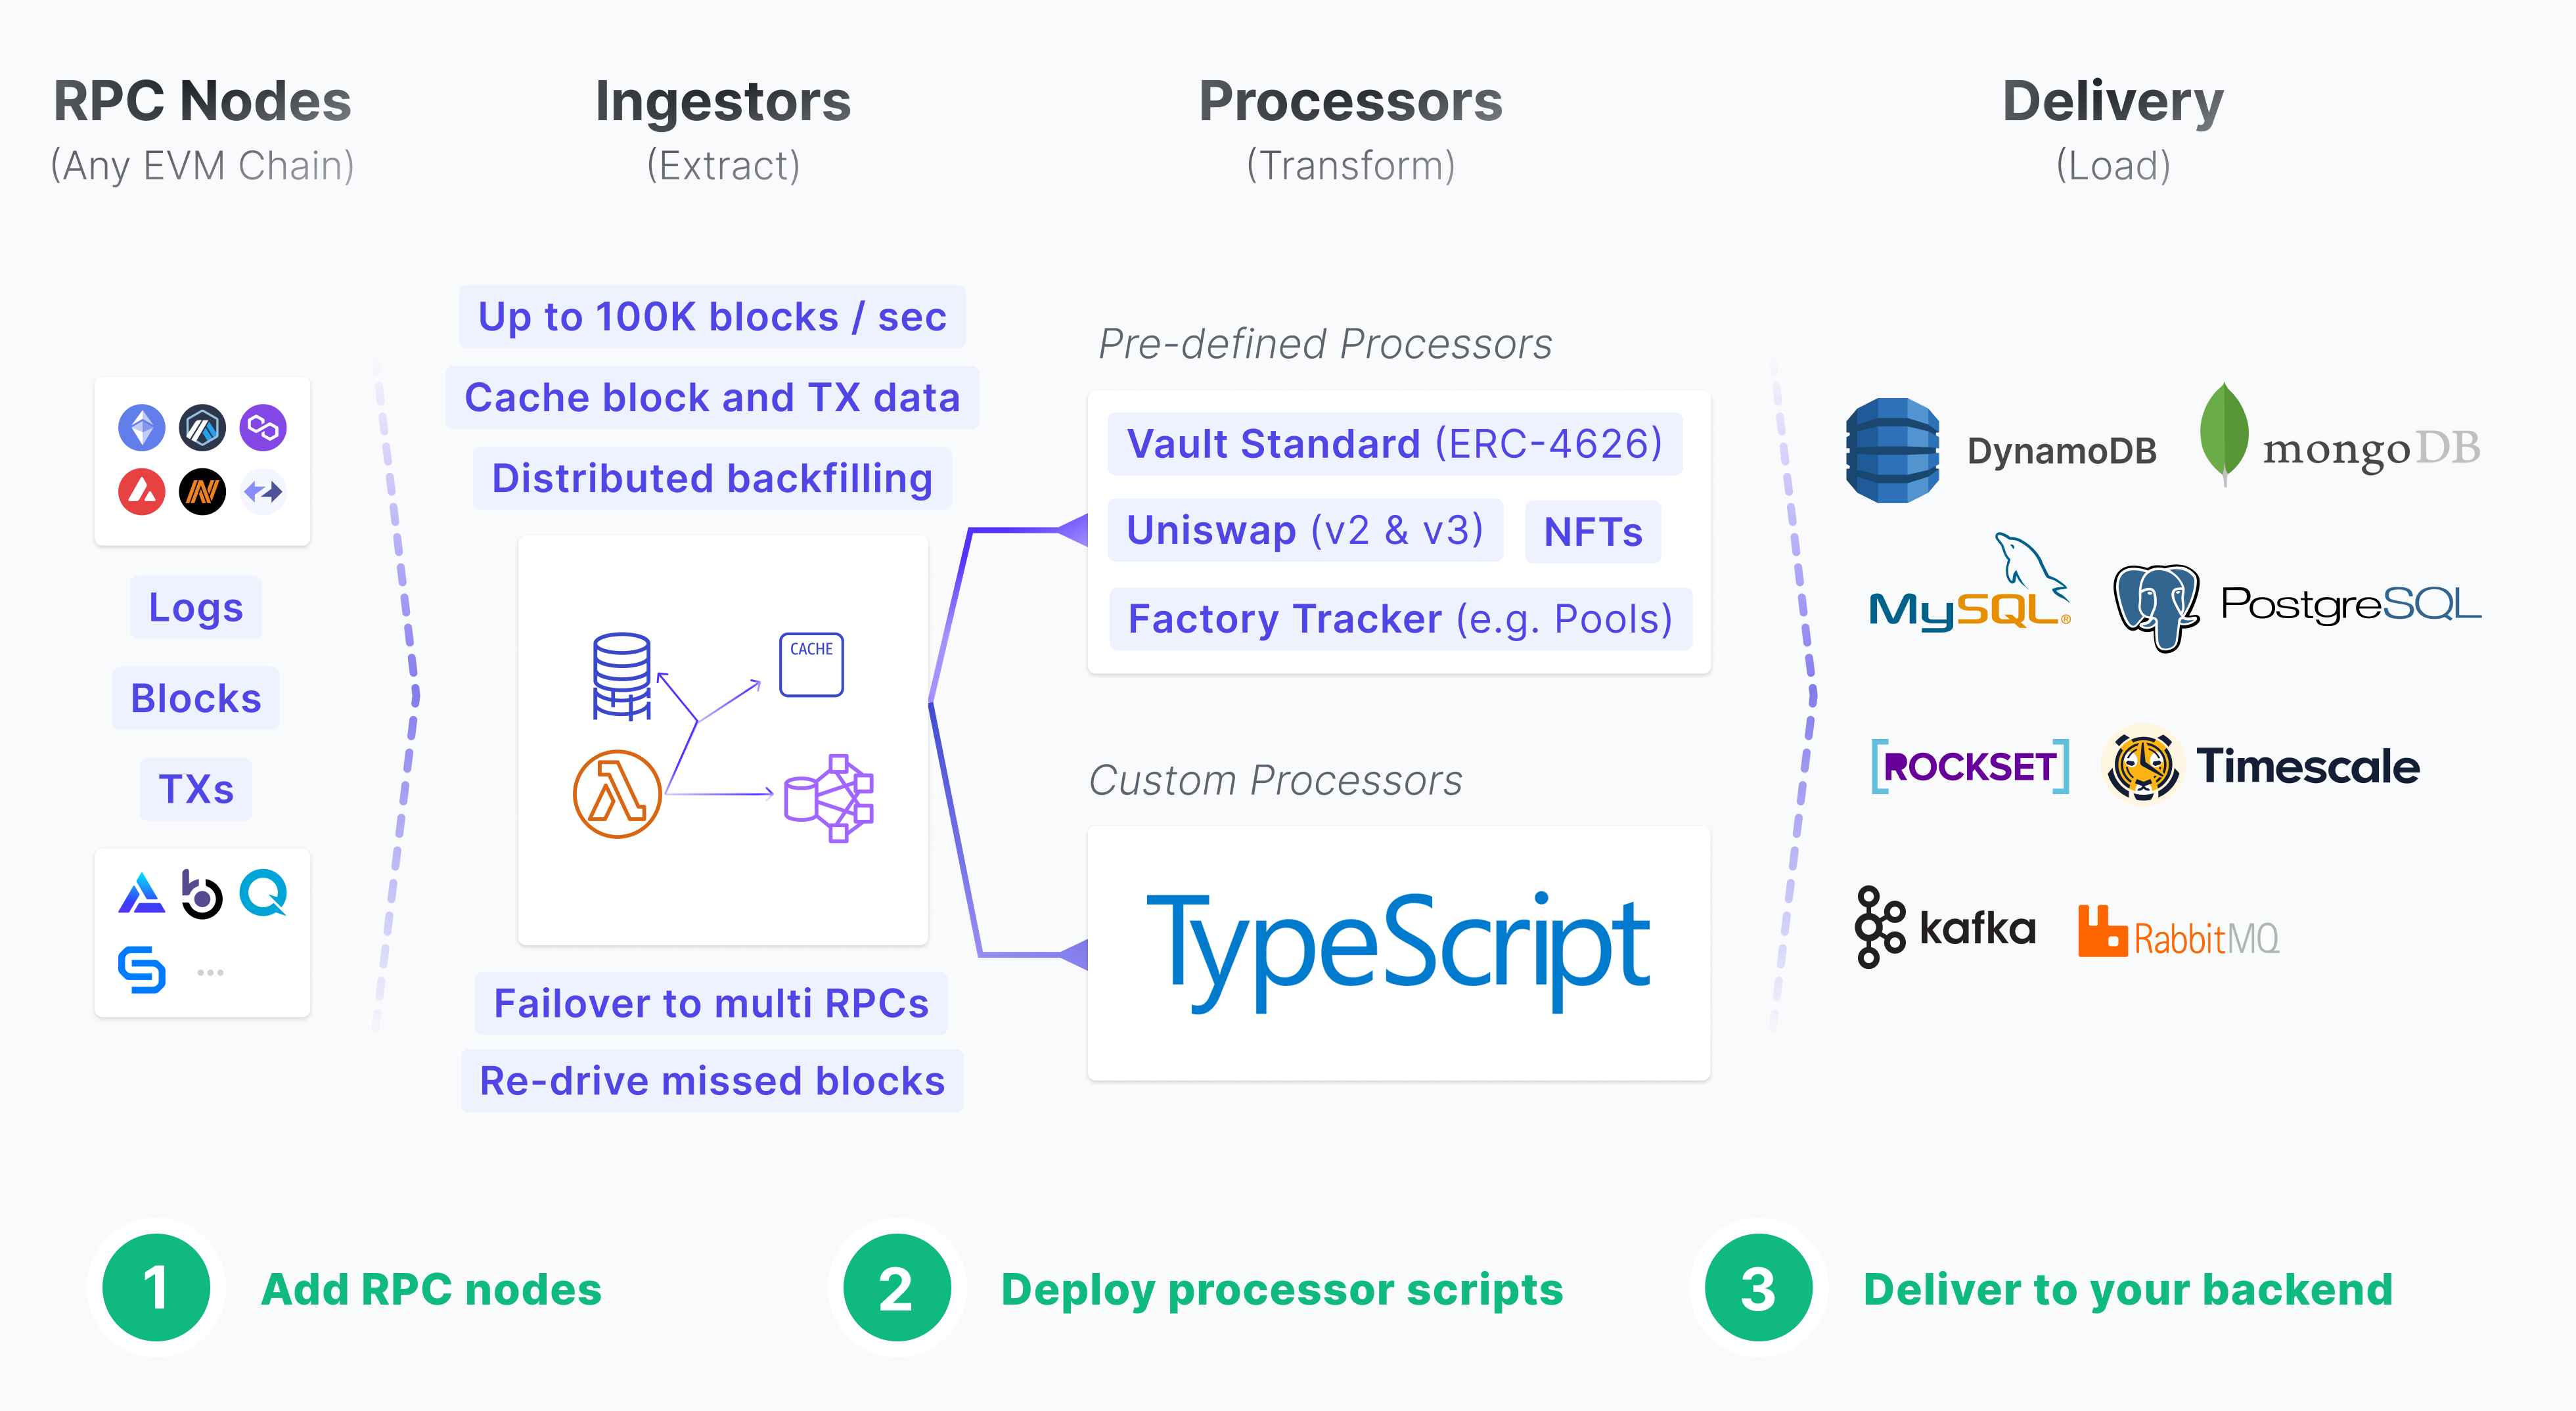 RPC Nodes
(Any EVM Chain)
Logs
Blocks
TXs
...
Ingestors
(Extract)
Up to 100K blocks / sec
Cache block and TX data
Distributed backfilling
CACHE
Failover to multi RPCs
Re-drive missed blocks
Processors
(Transform)
Pre-defined Processors
Vault Standard (ERC-4626)
Uniswap (v2 & v3) NFTs
Factory Tracker (e.g. Pools)
Custom Processors
TypeScript
Delivery
(Load)
DynamoDB mongoDB
MySQL® PostgreSQL
[ROCKSET] Timescale
kafka RabbitMQ
1 Add RPC nodes
2 Deploy processor scripts
3 Deliver to your backend